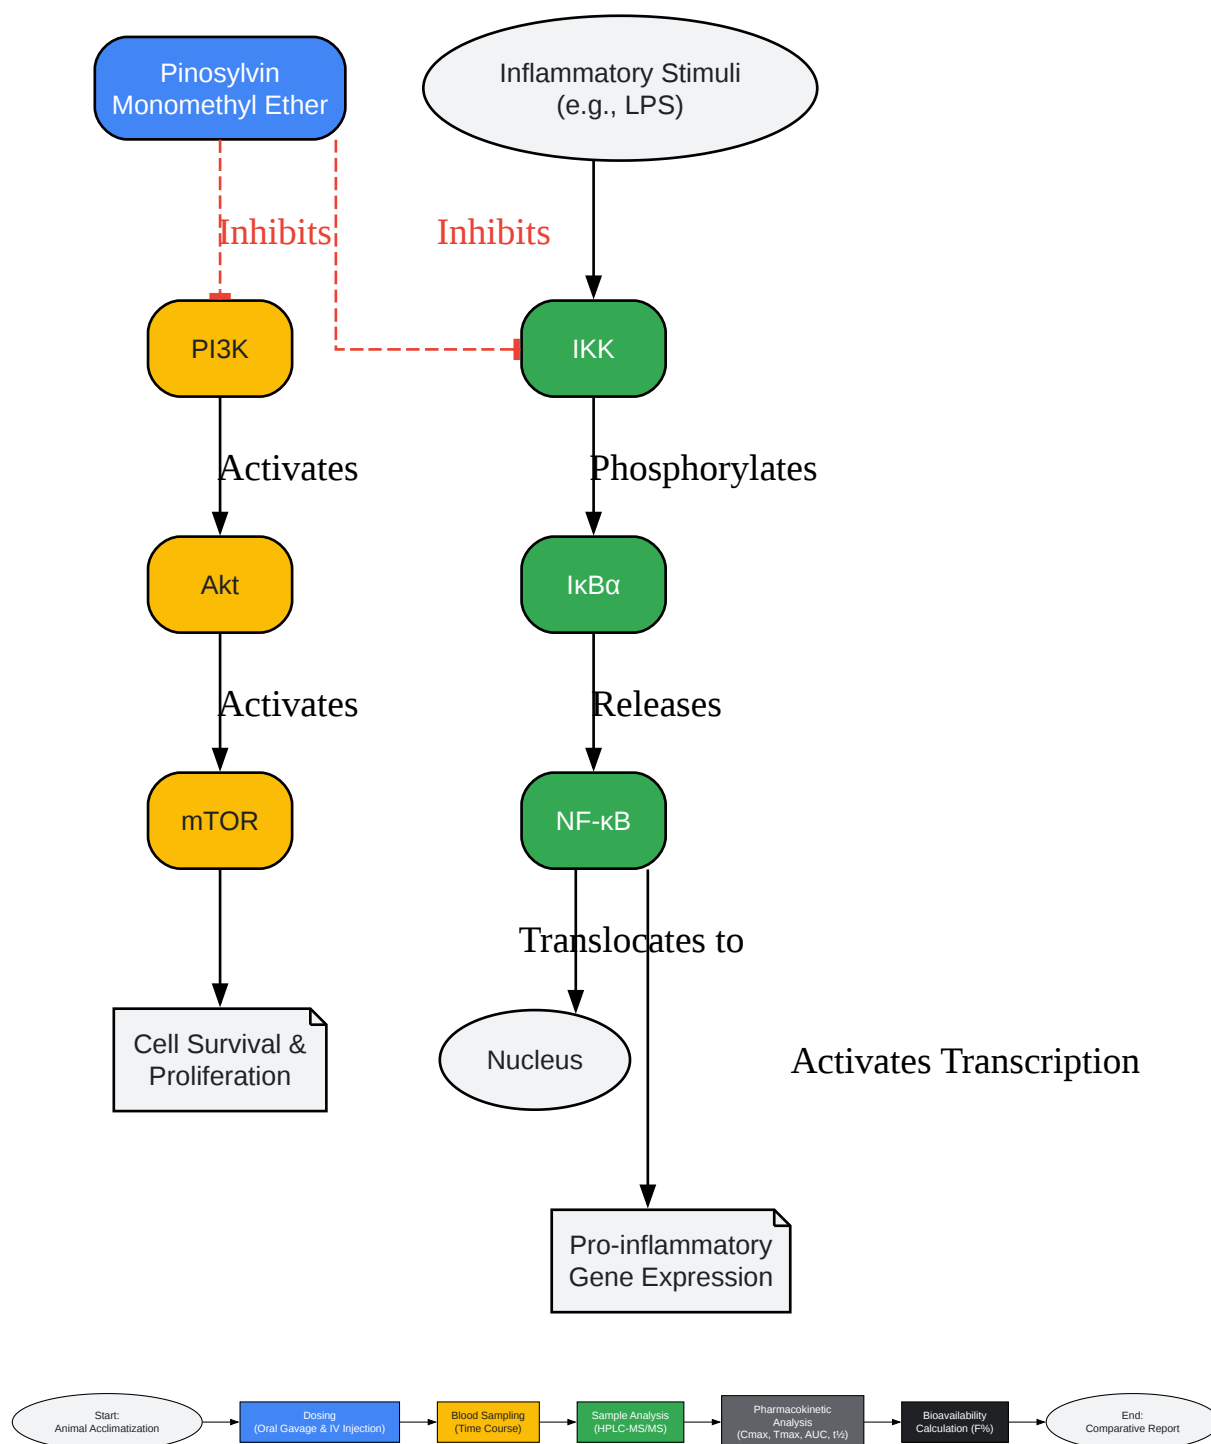 Pinosylvin
Monomethyl Ether
Inflammatory Stimuli
(e.g., LPS)
Inhibits
Inhibits
PI3K
IKK
Activates
Phosphorylates
Akt
IκBα
Activates
Releases
mTOR
NF-κB
Translocates to
Cell Survival &
Proliferation
Nucleus
Activates Transcription
Pro-inflammatory
Gene Expression
Start:
Animal Acclimatization
Dosing
(Oral Gavage & IV Injection)
Blood Sampling
(Time Course)
Sample Analysis
(HPLC-MS/MS)
Pharmacokinetic
Analysis
(Cmax, Tmax, AUC, t½)
Bioavailability
Calculation (F%)
End:
Comparative Report